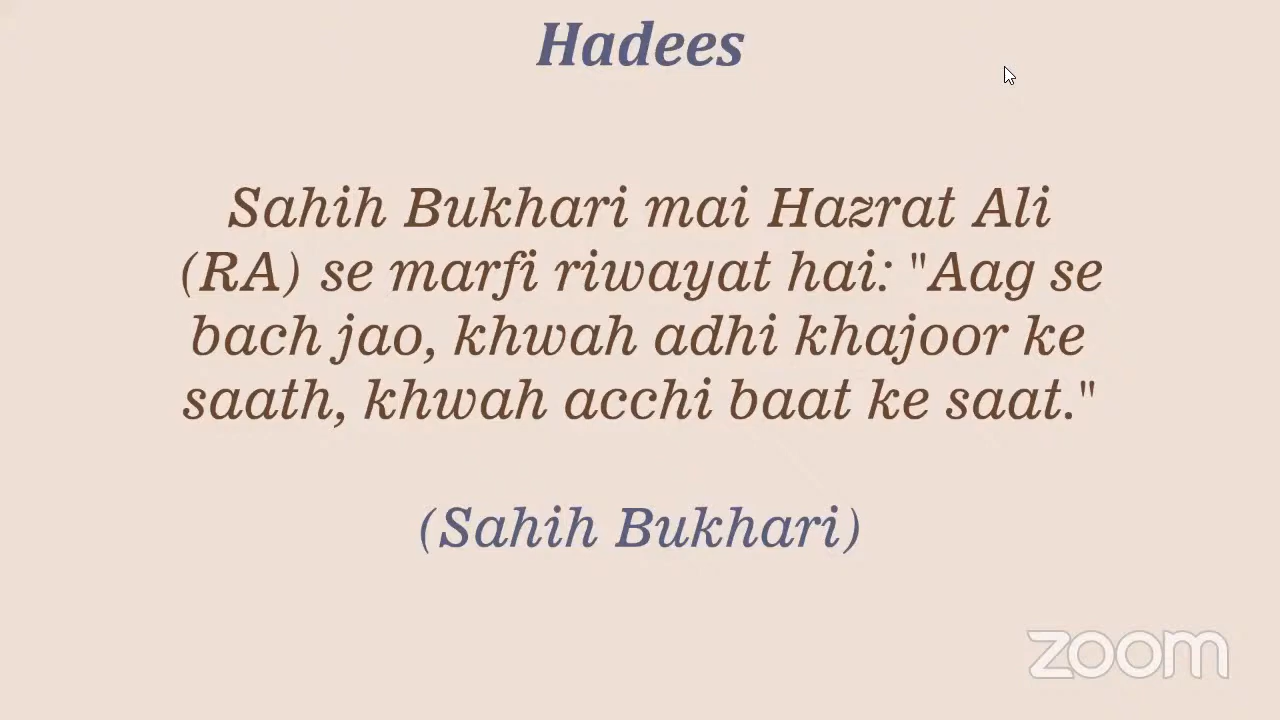 Hadees
Sahih Bukhari mai Hazrat Ali
(RA) se marfi riwayat hai: "Aag se
bach jao, khwah adhi khajoor ke
saath, khwah acchi baat ke saat."
(Sahih Bukhari)
zoom